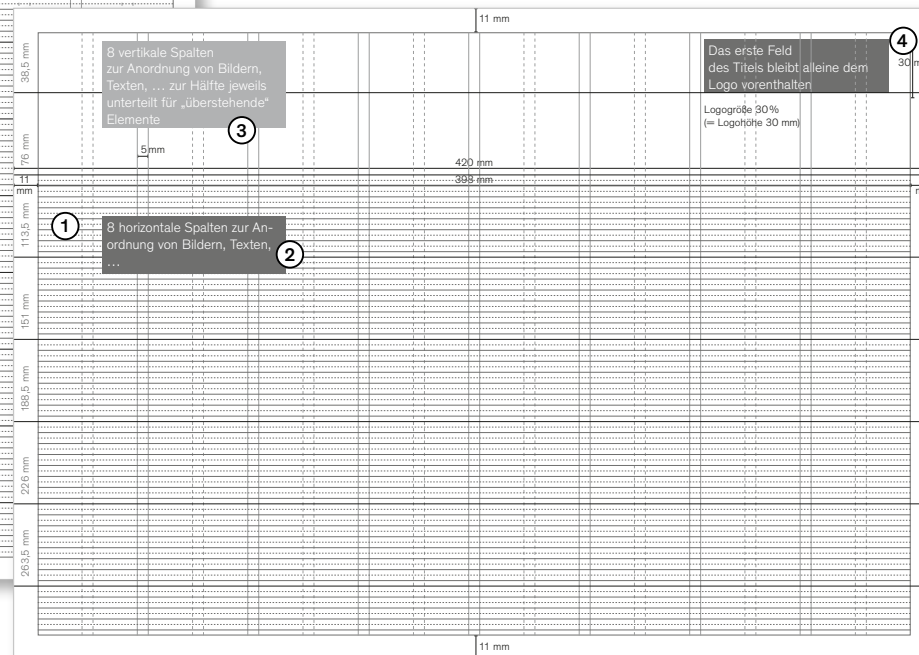 11 mm
38,5 mm
8 vertikale Spalten
zur Anordnung von Bildern,
Texten, … zur Hälfte jeweils
unterteilt für „überstehende“
Elemente
3
Das erste Feld
des Titels bleibt alleine dem
Logo vorenthalten
4
30 m
Logogröße 30%
(= Logohöhe 30 mm)
76 mm
5 mm
420 mm
11
mm
398 mm
113,5 mm
1
8 horizontale Spalten zur An-
ordnung von Bildern, Texten,
…
2
151 mm
188,5 mm
226 mm
263,5 mm
11 mm